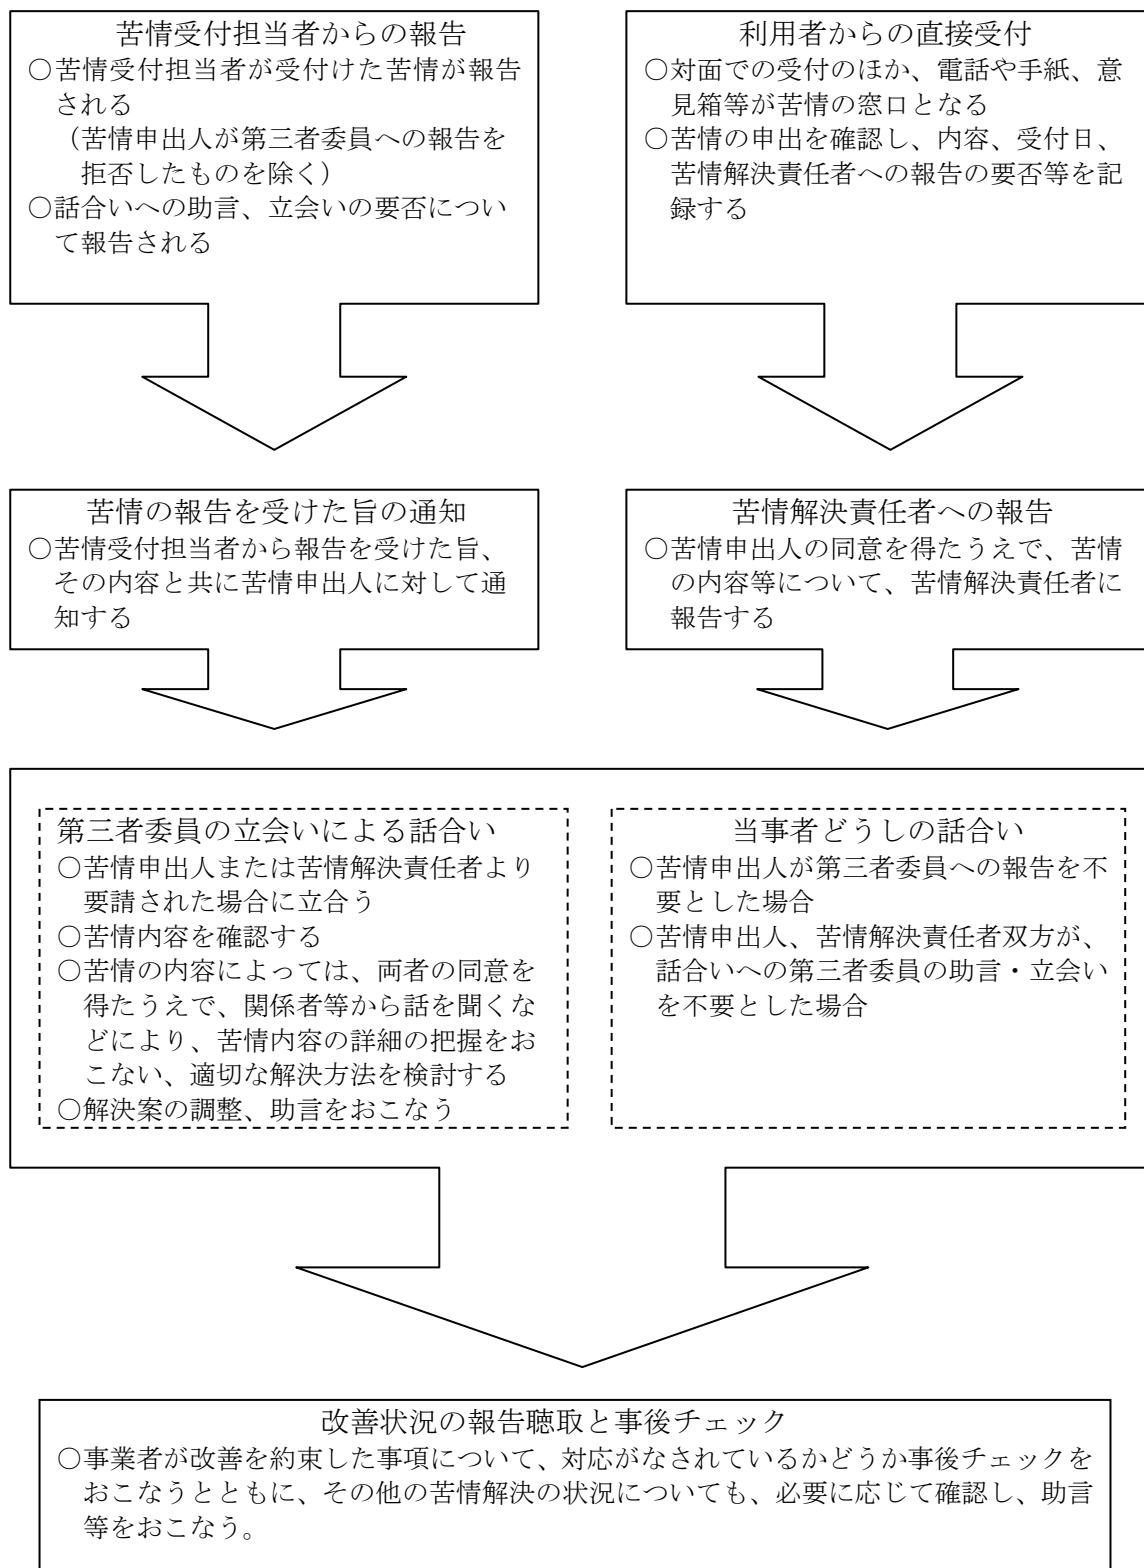 苦情受付担当者からの報告
○苦情受付担当者が受付けた苦情が報告
される
(苦情申出人が第三者委員への報告を
拒否したものを除く)
○話合いへの助言、立会いの要否につい
て報告される
利用者からの直接受付
○対面での受付のほか、電話や手紙、意
見箱等が苦情の窓口となる
○苦情の申出を確認し、内容、受付日、
苦情解決責任者への報告の要否等を記
録する
苦情の報告を受けた旨の通知
○苦情受付担当者から報告を受けた旨、
その内容と共に苦情申出人に対して通
知する
苦情解決責任者への報告
○苦情申出人の同意を得たうえで、苦情
の内容等について、苦情解決責任者に
報告する
第三者委員の立会いによる話合い
○苦情申出人または苦情解決責任者より
要請された場合に立合う
○苦情内容を確認する
○苦情の内容によっては、両者の同意を
得たうえで、関係者等から話を聞くな
どにより、苦情内容の詳細の把握をお
こない、適切な解決方法を検討する
○解決案の調整、助言をおこなう
当事者どうしの話合い
○苦情申出人が第三者委員への報告を不
要とした場合
○苦情申出人、苦情解決責任者双方が、
話合いへの第三者委員の助言・立会い
を不要とした場合
改善状況の報告聴取と事後チェック
○事業者が改善を約束した事項について、対応がなされているかどうか事後チェックを
おこなうとともに、その他の苦情解決の状況についても、必要に応じて確認し、助言
等をおこなう。